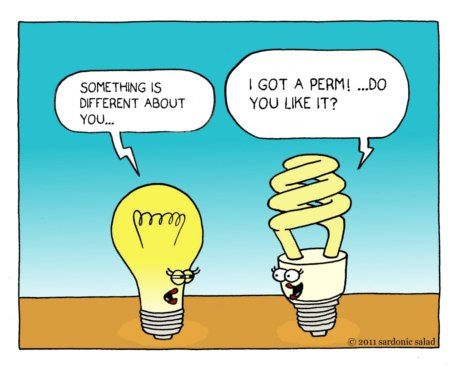 SOMETHING IS
DIFFERENT ABOUT
YOU...
I GOT A PERM! ...DO
YOU LIKE IT?
© 2011 sardonic salad